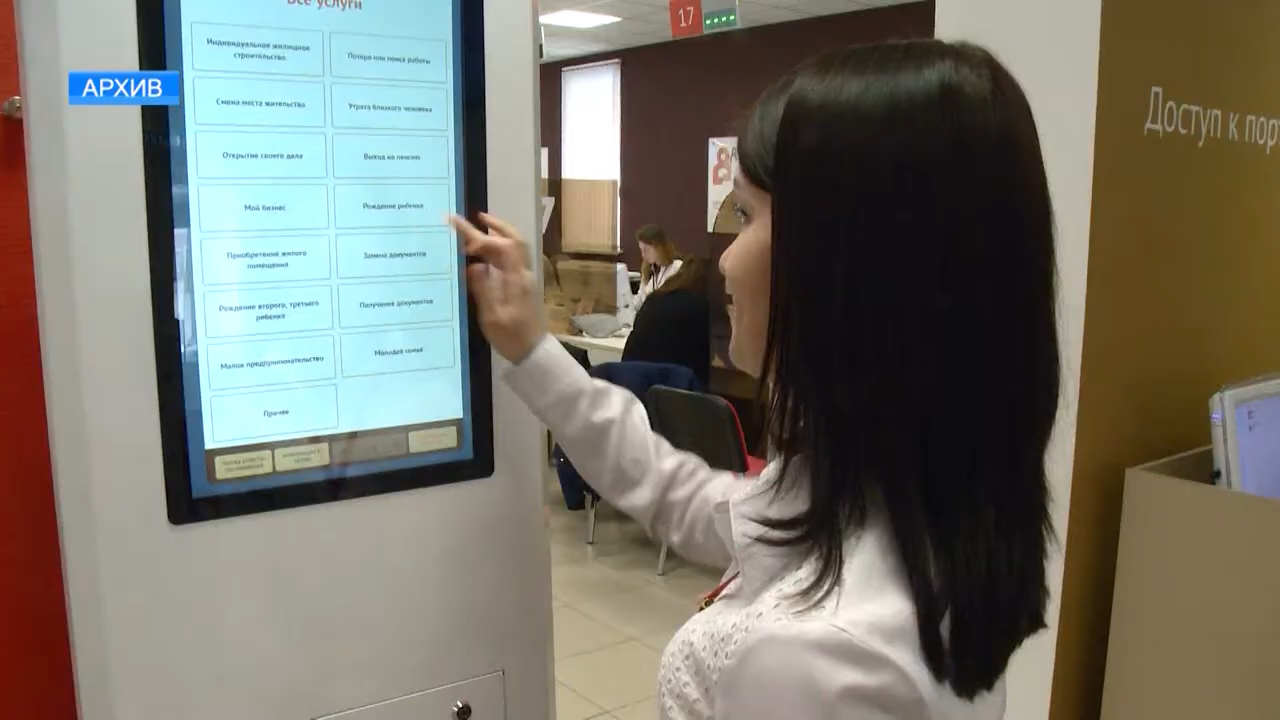 Все услуги
17
АРХИВ
Индивидуальное жилищное
строительство
Потеря или поиск работы
Смена места жительства
Утрата близкого человека
Открытие своего дела
Выход на пенсию
Мой бизнес
Рождение ребенка
Приобретение жилого
помещения
Замена документов
Рождение второго, третьего
ребенка
Получение документов
Малое предпринимательство
Молодая семья
Прочее
Доступ к пор